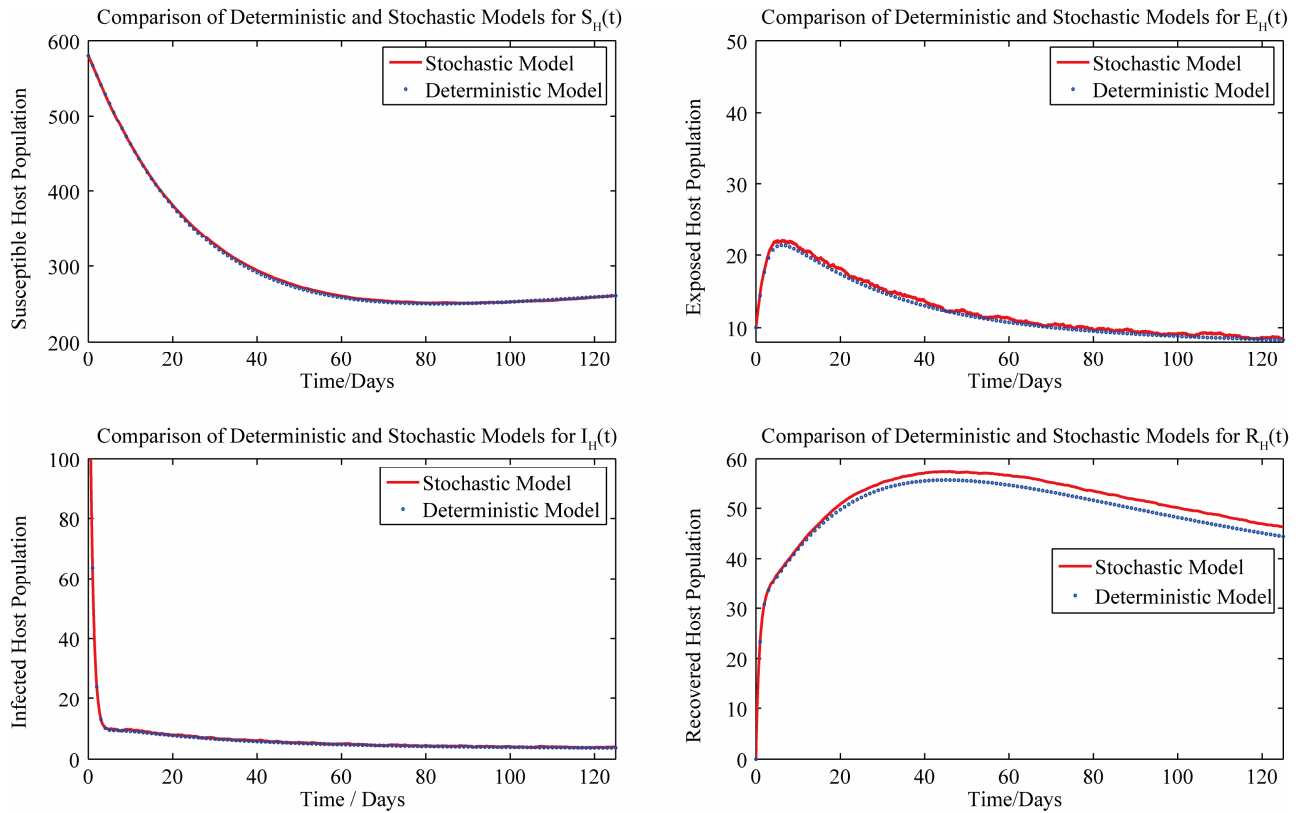 Comparison of Deterministic and Stochastic Models for S_H(t)
600
500
400
300
200
Susceptible Host Population
Stochastic Model
Deterministic Model
0 20 40 60 80 100 120
Time/Days
Comparison of Deterministic and Stochastic Models for E_H(t)
50
40
30
20
10
Exposed Host Population
Stochastic Model
Deterministic Model
0 20 40 60 80 100 120
Time/Days
Comparison of Deterministic and Stochastic Models for I_H(t)
100
80
60
40
20
0
Infected Host Population
Stochastic Model
Deterministic Model
0 20 40 60 80 100 120
Time / Days
Comparison of Deterministic and Stochastic Models for R_H(t)
60
50
40
30
20
10
0
Recovered Host Population
Stochastic Model
Deterministic Model
0 20 40 60 80 100 120
Time/Days